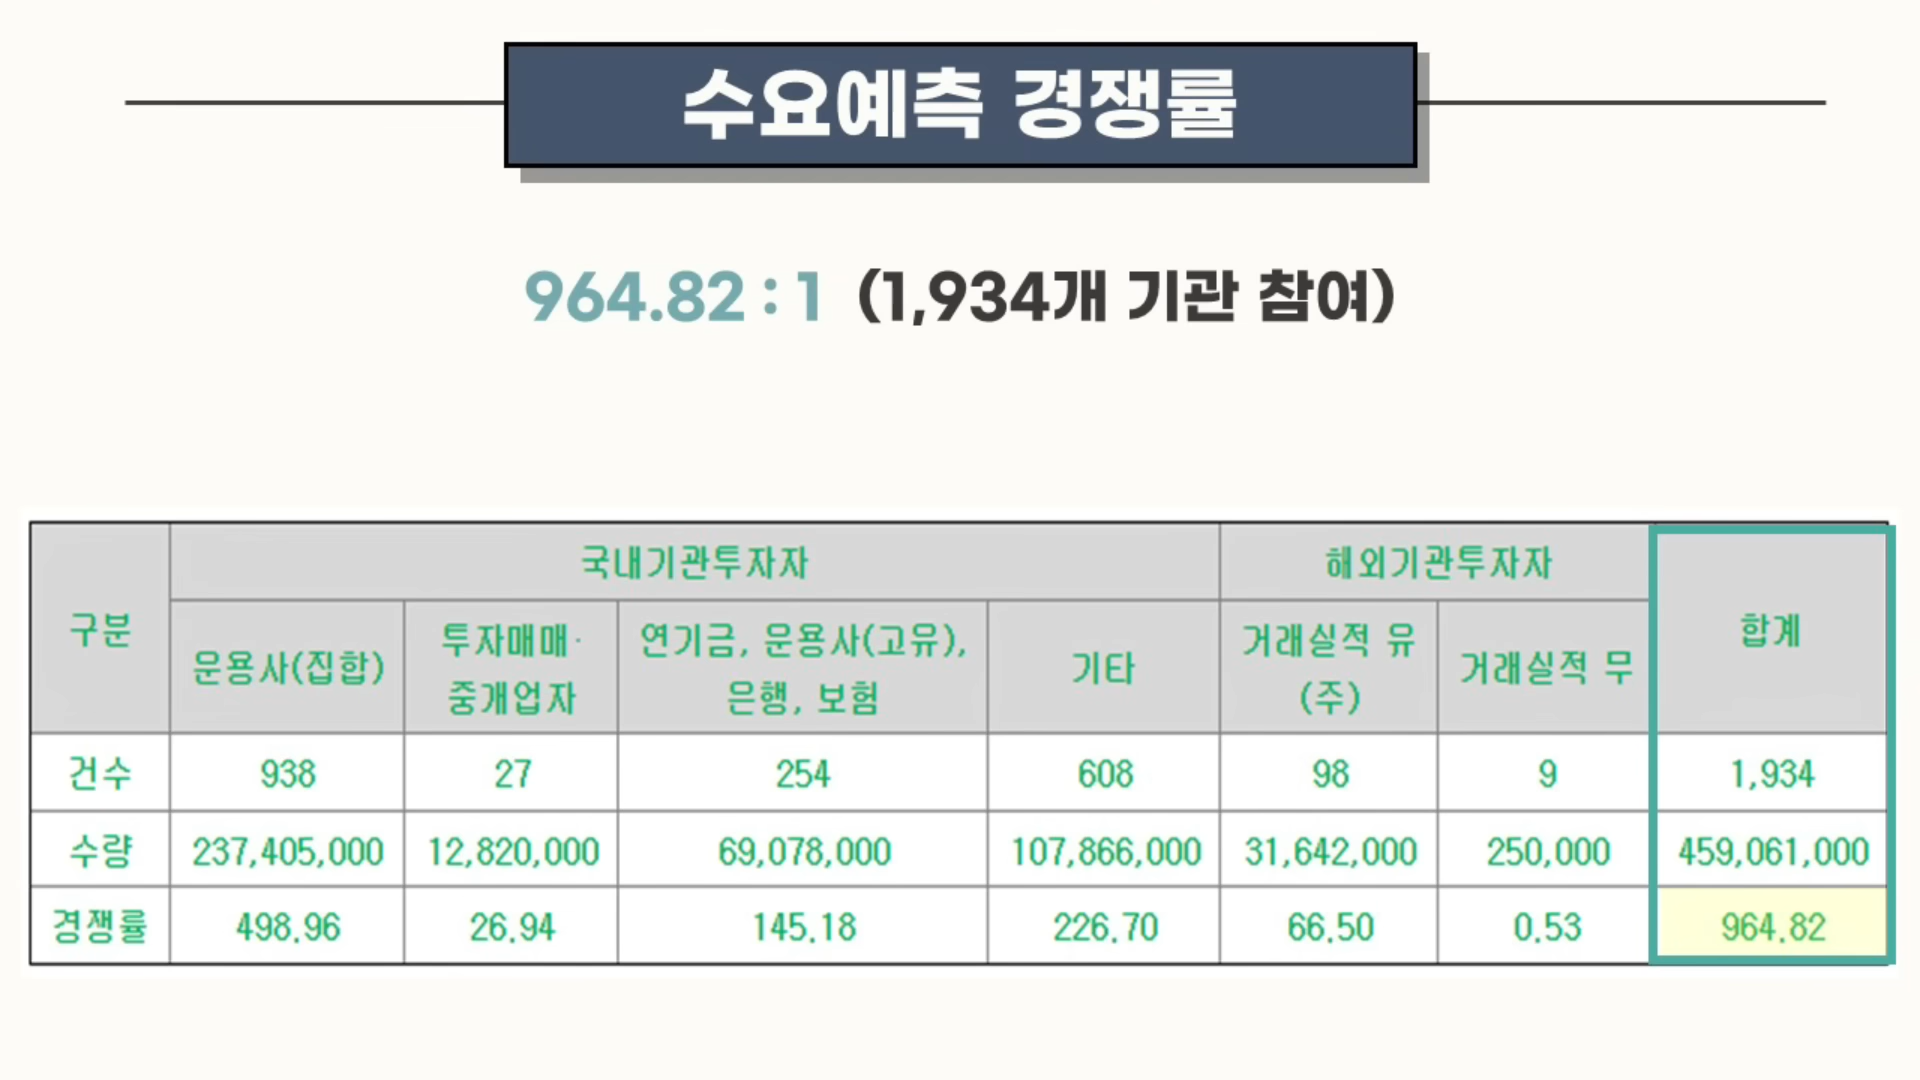 수요예측 경쟁률
964.82 : 1 (1,934개 기관 참여)
구분 국내기관투자자 해외기관투자자 합계
운용사(집합) 투자매매·중개업자 연기금, 운용사(고유), 은행, 보험 기타 거래실적 유(주) 거래실적 무
건수 938 27 254 608 98 9 1,934
수량 237,405,000 12,820,000 69,078,000 107,866,000 31,642,000 250,000 459,061,000
경쟁률 498.96 26.94 145.18 226.70 66.50 0.53 964.82